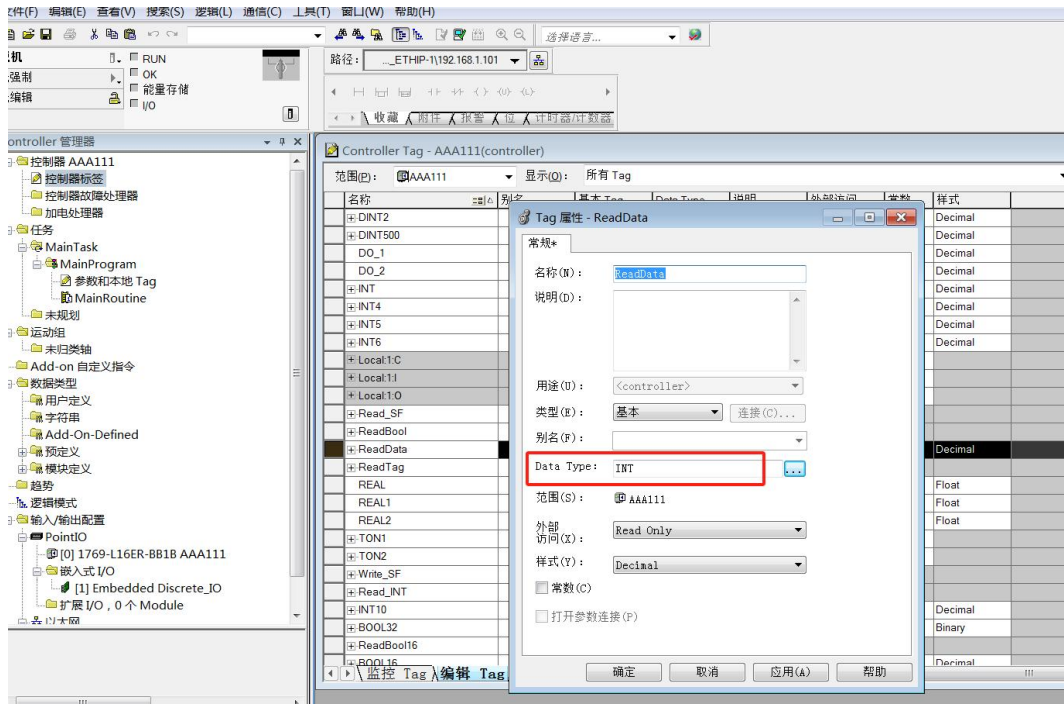 文件(F) 编辑(E) 查看(V) 搜索(S) 逻辑(L) 通信(C) 工具(T) 窗口(W) 帮助(H)
选择语言...
RUN
OK
能量存储
I/O
强制
编辑
路径: ..._ETHIP-1\192.168.1.101
收藏 附件 报警 位 计时器/计数器
ontroller 管理器
控制器 AAA111
控制器标签
控制器故障处理器
加电处理器
任务
MainTask
MainProgram
参数和本地 Tag
MainRoutine
未规划
运动组
未归类轴
Add-on 自定义指令
数据类型
用户定义
字符串
Add-On-Defined
预定义
模块定义
趋势
逻辑模式
输入/输出配置
PointIO
[0] 1769-L16ER-BB1B AAA111
嵌入式 I/O
[1] Embedded Discrete_IO
扩展 I/O , 0 个 Module
以太网
Controller Tag - AAA111(controller)
范围(P): AAA111 显示(O): 所有 Tag
名称 别名 基本 Tag Data Type 说明 外部访问 常数 样式
DINT2 Decimal
DINT500 Decimal
DO_1 Decimal
DO_2 Decimal
INT Decimal
INT4 Decimal
INT5 Decimal
INT6 Decimal
Local:1:C
Local:1:I
Local:1:O
Read_SF
ReadBool
ReadData Decimal
ReadTag
REAL Float
REAL1 Float
REAL2 Float
TON1
TON2
Write_SF
Read_INT
INT10 Decimal
BOOL32 Binary
ReadBool16
BOOL16 Decimal
监控 Tag 编辑 Tag
Tag 属性 - ReadData
常规*
名称(N): ReadData
说明(D):
用途(U): <controller>
类型(E): 基本 连接(C)...
别名(F):
Data Type: INT ...
范围(S): AAA111
外部
访问(X): Read Only
样式(Y): Decimal
常数(C)
打开参数连接(P)
确定 取消 应用(A) 帮助